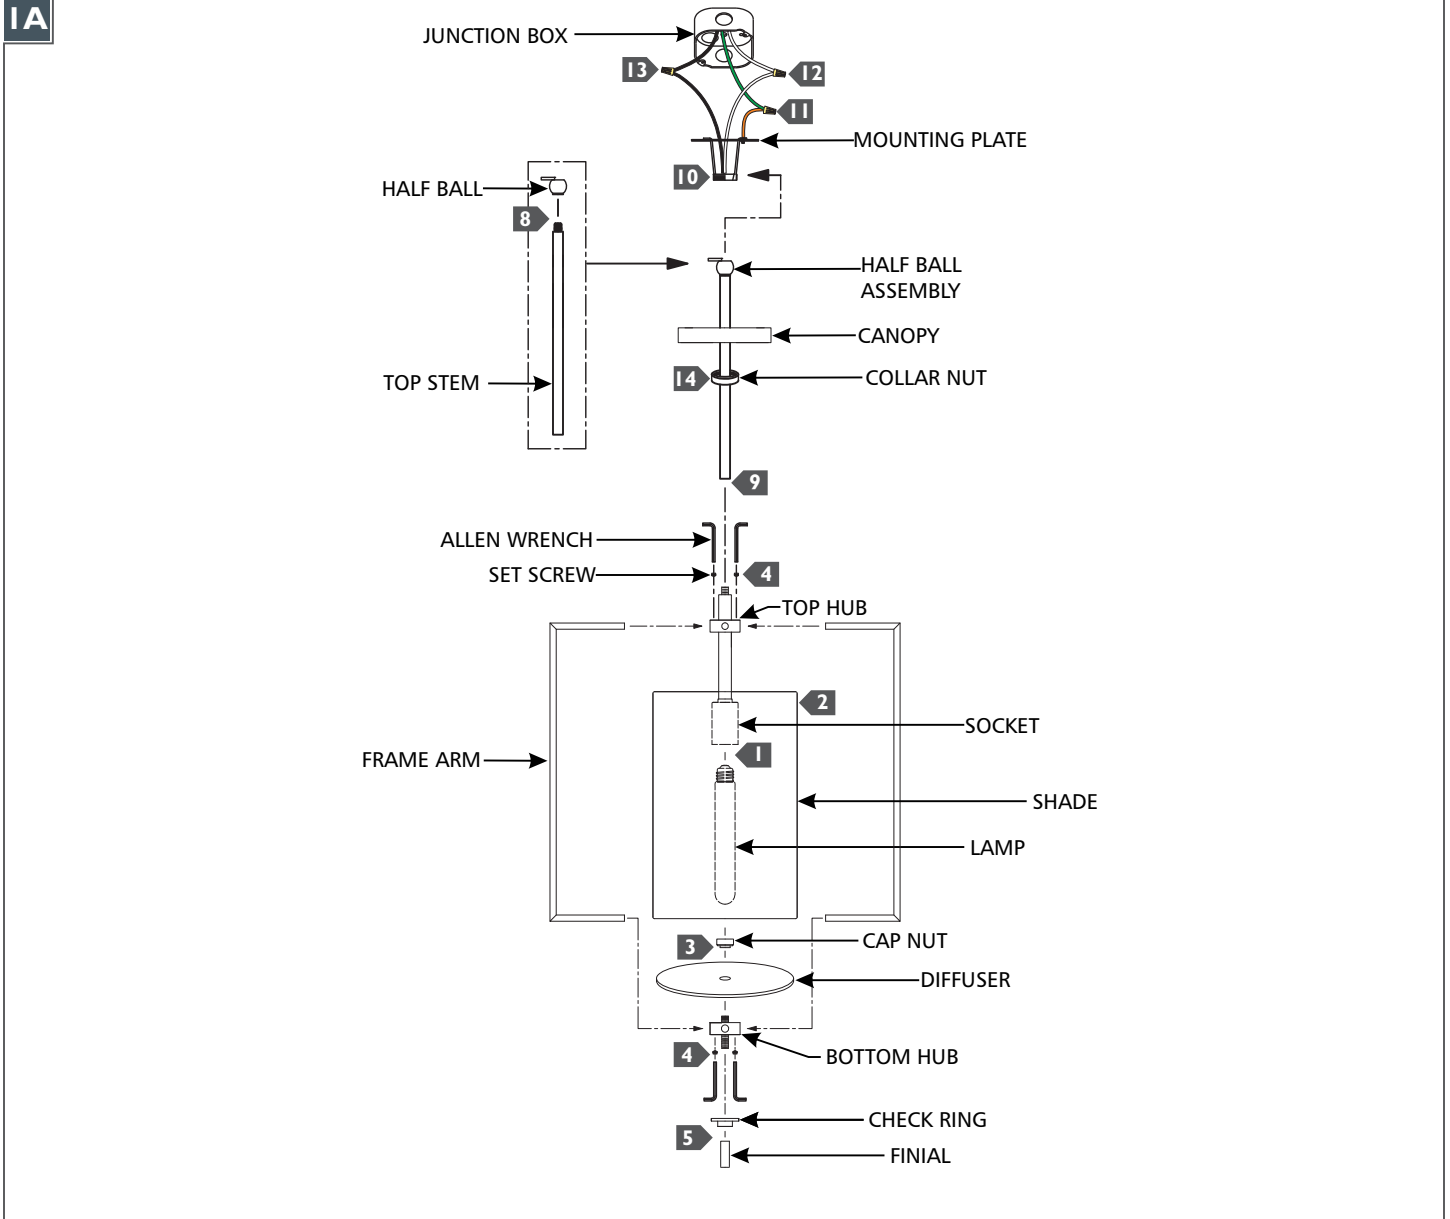 1A
JUNCTION BOX
13
12
11
MOUNTING PLATE
10
HALF BALL
8
HALF BALL
ASSEMBLY
CANOPY
TOP STEM
14
COLLAR NUT
9
ALLEN WRENCH
SET SCREW
4
TOP HUB
2
SOCKET
1
FRAME ARM
SHADE
LAMP
3
CAP NUT
DIFFUSER
4
BOTTOM HUB
CHECK RING
5
FINIAL